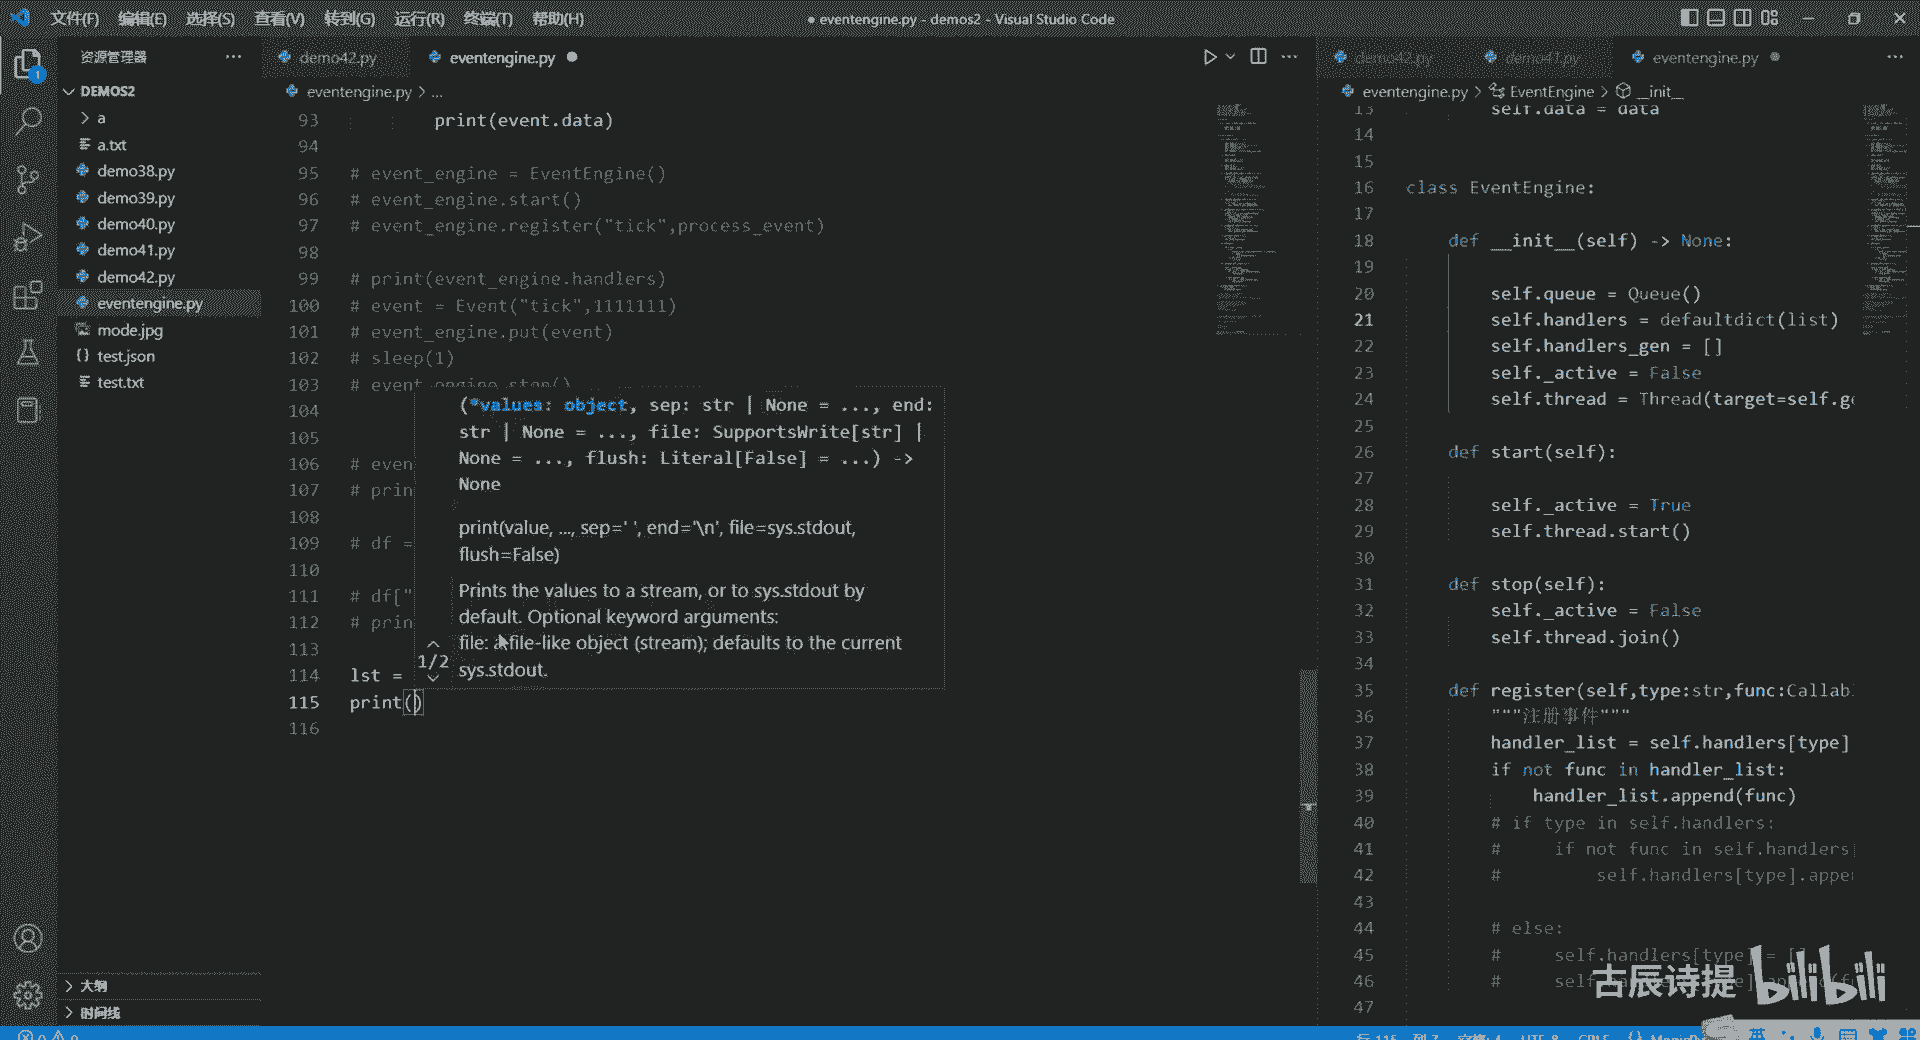 文件(F) 编辑(E) 选择(S) 查看(V) 转到(G) 运行(R) 终端(T) 帮助(H)
● eventengine.py - demos2 - Visual Studio Code
资源管理器
DEMOS2
a
a.txt
demo38.py
demo39.py
demo40.py
demo41.py
demo42.py
eventengine.py
mode.jpg
test.json
test.txt
大纲
时间线
1
demo42.py
eventengine.py
eventengine.py > ...
93 print(event.data)
94
95 # event_engine = EventEngine()
96 # event_engine.start()
97 # event_engine.register("tick",process_event)
98
99 # print(event_engine.handlers)
100 # event = Event("tick",1111111)
101 # event_engine.put(event)
102 # sleep(1)
103 # event_engine.stop()
104
105
106 # even
107 # prin
108
109 # df =
110
111 # df["
112 # prin
113
114 lst =
115 print()
116
(*values: object, sep: str | None = ..., end:
str | None = ..., file: SupportsWrite[str] |
None = ..., flush: Literal[False] = ...) ->
None
print(value, ..., sep=' ', end='\n', file=sys.stdout,
flush=False)
Prints the values to a stream, or to sys.stdout by
default. Optional keyword arguments:
file: a file-like object (stream); defaults to the current
sys.stdout.
1/2
demo42.py demo41.py eventengine.py
eventengine.py > EventEngine > __init__
13 self.data = data
14
15
16 class EventEngine:
17
18 def __init__(self) -> None:
19
20 self.queue = Queue()
21 self.handlers = defaultdict(list)
22 self.handlers_gen = []
23 self._active = False
24 self.thread = Thread(target=self.ge
25
26 def start(self):
27
28 self._active = True
29 self.thread.start()
30
31 def stop(self):
32 self._active = False
33 self.thread.join()
34
35 def register(self,type:str,func:Callab
36 """注册事件"""
37 handler_list = self.handlers[type]
38 if not func in handler_list:
39 handler_list.append(func)
40 # if type in self.handlers:
41 # if not func in self.handlers[
42 # self.handlers[type].appe
43
44 # else:
45 # self.handlers[type] = []
46 # self
47
古辰诗提 bilibili